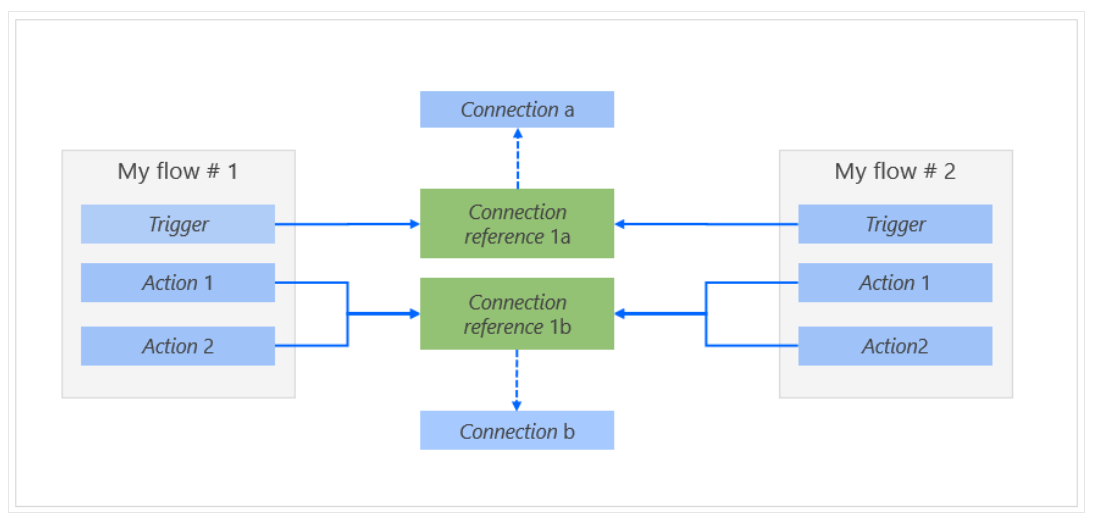 Connection a
My flow # 1
Trigger
Action 1
Action 2
Connection
reference 1a
Connection
reference 1b
Connection b
My flow # 2
Trigger
Action 1
Action2